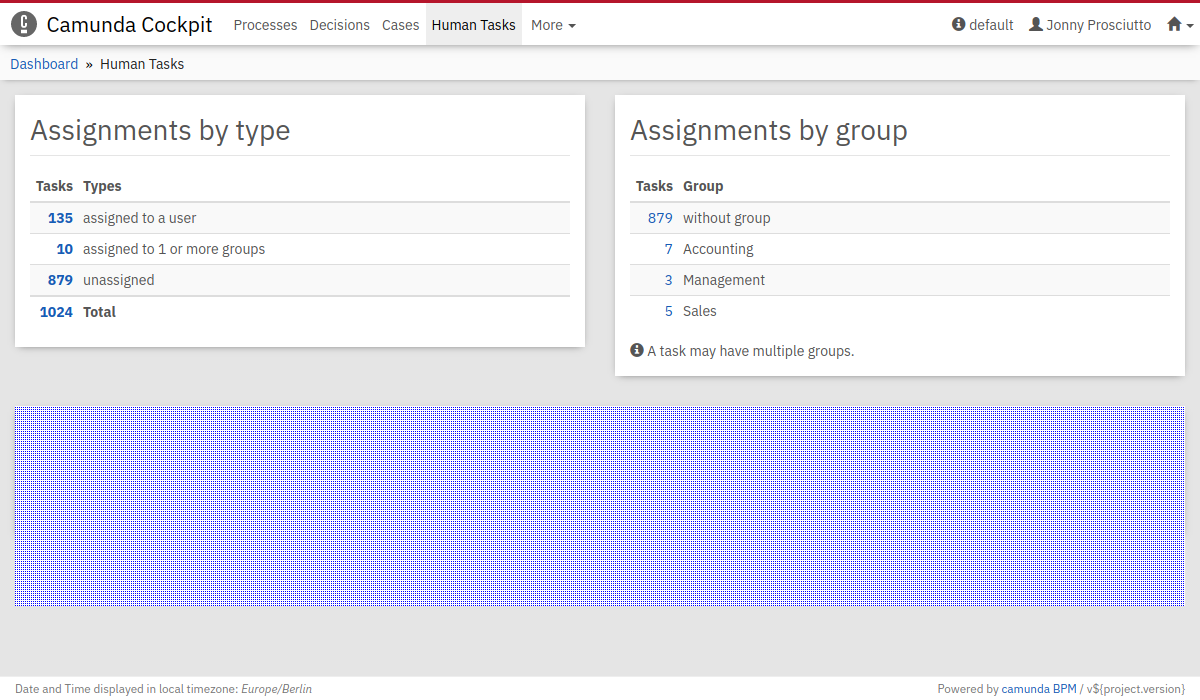 Camunda Cockpit Processes Decisions Cases Human Tasks More default Jonny Prosciutto
Dashboard » Human Tasks
Assignments by type
Tasks Types
135 assigned to a user
10 assigned to 1 or more groups
879 unassigned
1024 Total
Assignments by group
Tasks Group
879 without group
7 Accounting
3 Management
5 Sales
A task may have multiple groups.
Date and Time displayed in local timezone: Europe/Berlin
Powered by camunda BPM / v${project.version}